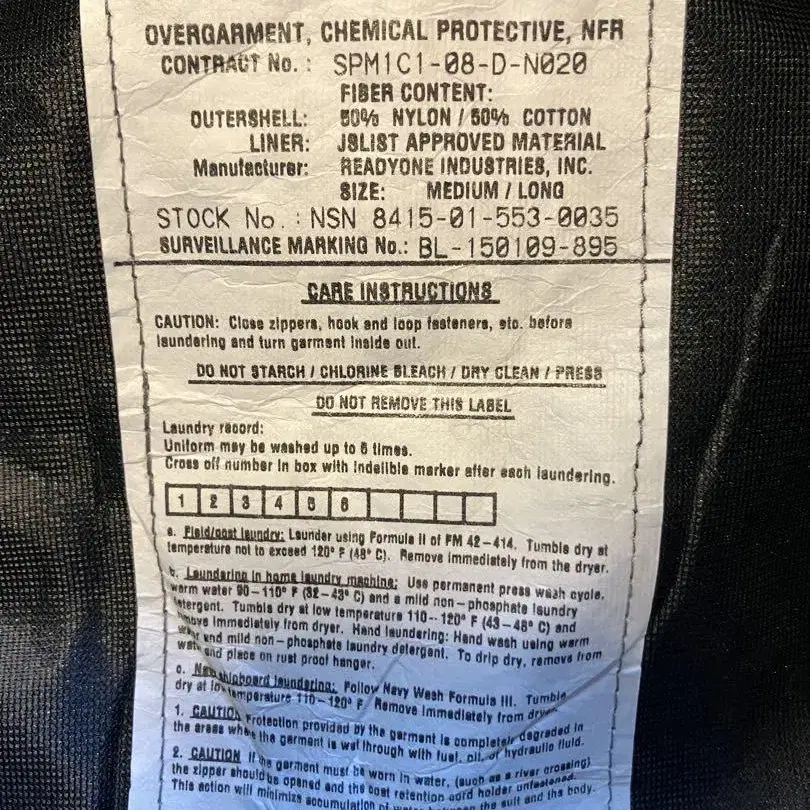 OVERGARMENT, CHEMICAL PROTECTIVE, NFR
CONTRACT No. : SPM1C1-08-D-N020
FIBER CONTENT:
OUTERSHELL: 50% NYLON / 50% COTTON
LINER: JSLIST APPROVED MATERIAL
Manufacturer: READYONE INDUSTRIES, INC.
SIZE: MEDIUM / LONG
STOCK No. : NSN 8415-01-553-0035
SURVEILLANCE MARKING No.: BL-150109-895
CARE INSTRUCTIONS
CAUTION: Close zippers, hook and loop fasteners, etc. before
laundering and turn garment inside out.
DO NOT STARCH / CHLORINE BLEACH / DRY CLEAN / PRESS
DO NOT REMOVE THIS LABEL
Laundry record:
Uniform may be washed up to 6 times.
Cross off number in box with indelible marker after each laundering.
1 2 3 4 5 6
a. Field/post laundry: Launder using Formula II of FM 42-414. Tumble dry at
temperature not to exceed 120° F (48° C). Remove immediately from the dryer.
b. Laundering in home laundry machine: Use permanent press wash cycle,
warm water 90-110° F (32-43° C) and a mild non-phosphate laundry
detergent. Tumble dry at low temperature 110--120° F (43-48° C) and
immediately from dryer. Hand laundering: Hand wash using warm
and mild non-phosphate laundry detergent. To drip dry, remove from
and place on rust proof hanger.
c. shipboard laundering: Follow Navy Wash Formula III. Tumble
dry at temperature 110-120° F Remove immediately from
1. CAUTION Protection provided by the garment is completely degraded in
the areas the garment is wet through with fuel, oil, or hydraulic fluid.
2. CAUTION If garment must be worn in water, (such as a river crossing)
the zipper should be opened and the boot retention cord holder unfastened.
This action will minimize accumulation of water between the suit and the body.